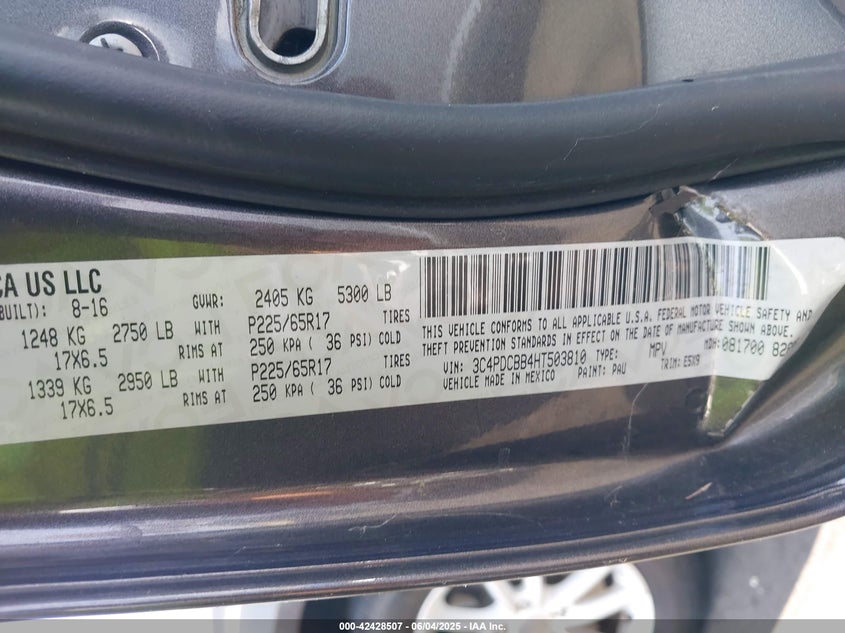 CA US LLC
BUILT): 8-16 GVWR: 2405 KG 5300 LB
1248 KG 2750 LB WITH P225/65R17 TIRES
17X6.5 RIMS AT 250 KPA ( 36 PSI) COLD
1339 KG 2950 LB WITH P225/65R17 TIRES
17X6.5 RIMS AT 250 KPA ( 36 PSI) COLD
THIS VEHICLE CONFORMS TO ALL APPLICABLE U.S.A. FEDERAL MOTOR VEHICLE SAFETY AND
THEFT PREVENTION STANDARDS IN EFFECT ON THE DATE OF MANUFACTURE SHOWN ABOVE.
VIN: 3C4PDCBB4HT503810 TYPE: MPV MDH: 081700
VEHICLE MADE IN MEXICO PAINT: PAU TRIM: E5X9
000-42428507 - 06/04/2025 - IAA Inc.